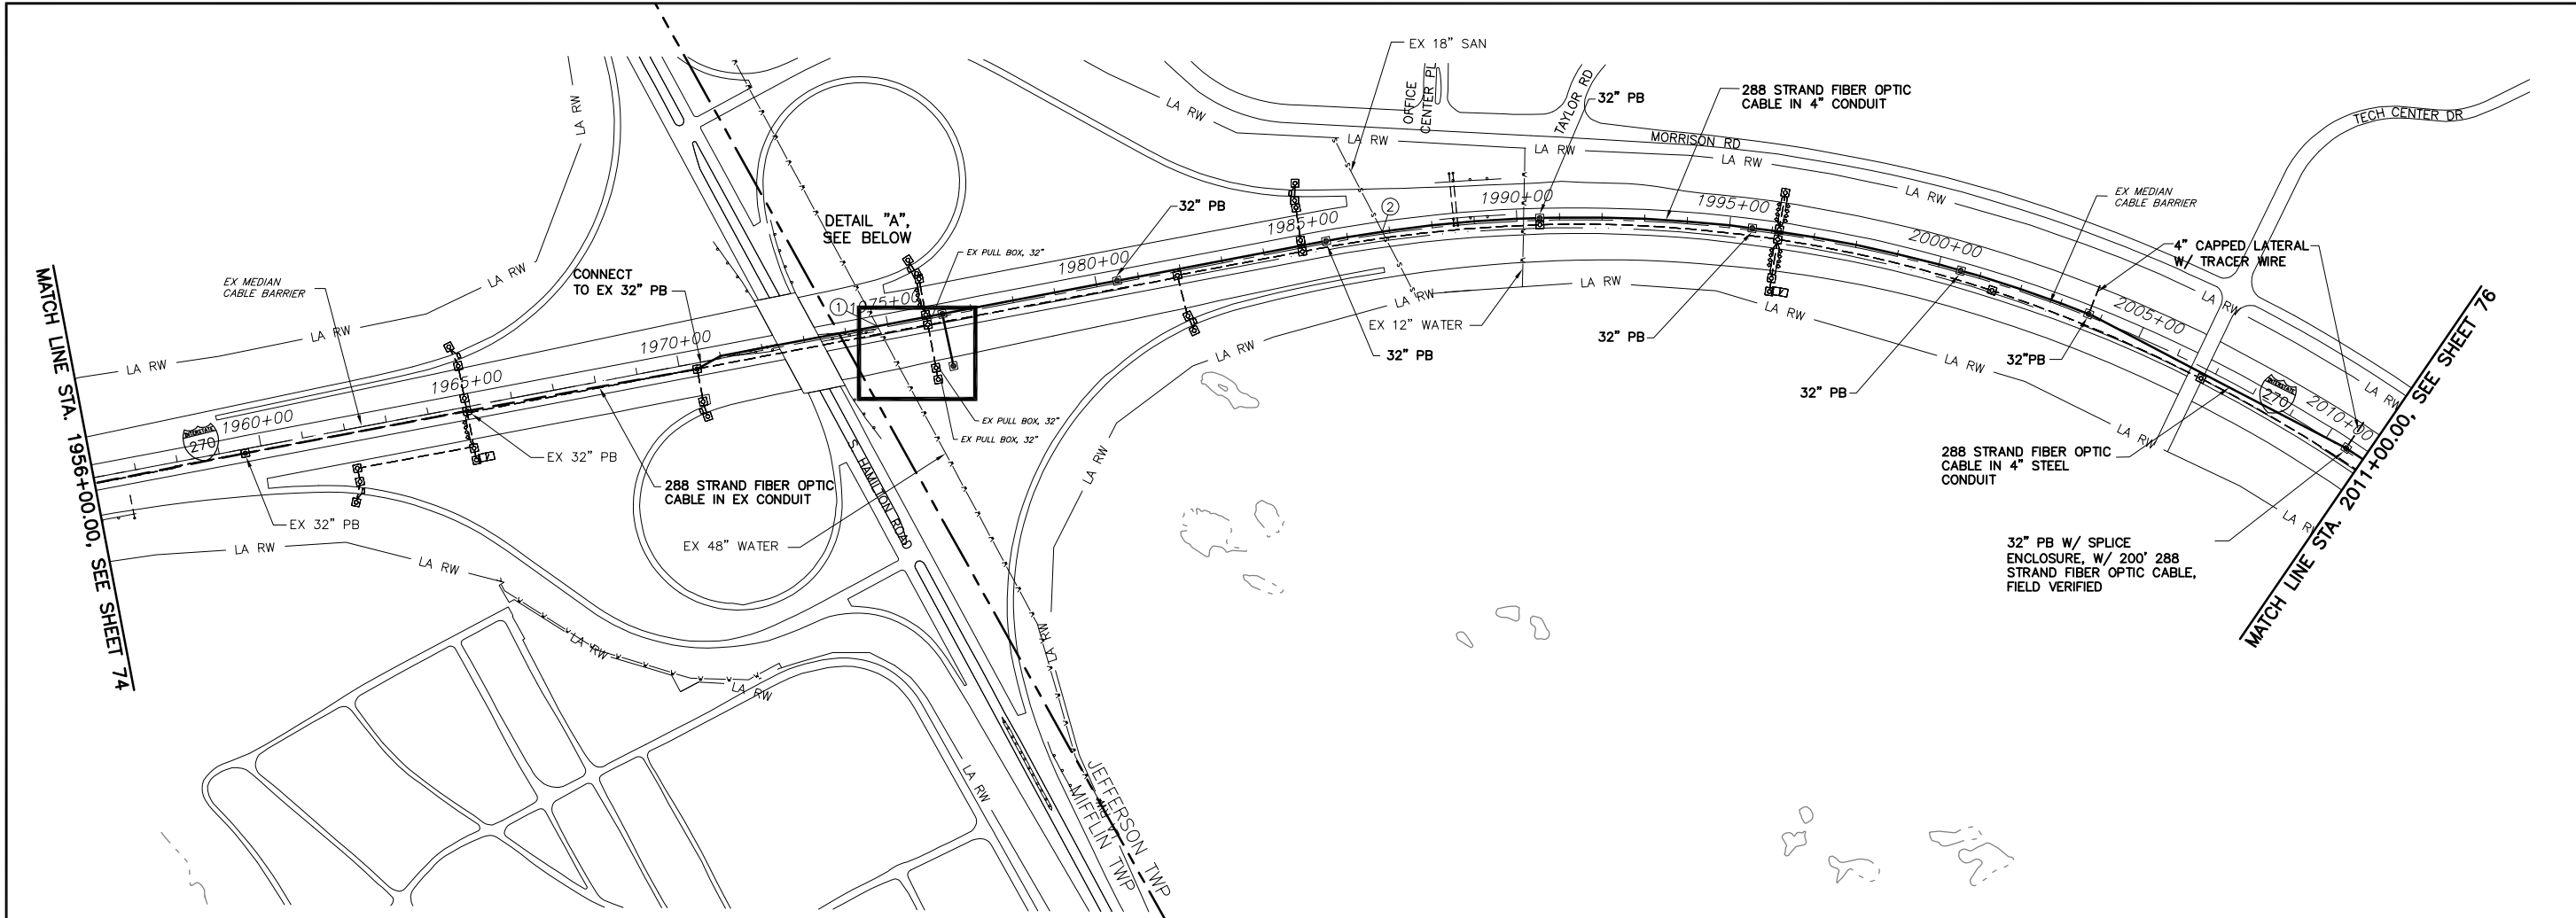 EX 18" SAN
OFFICE
CENTER PL
TAYLOR RD
32" PB
288 STRAND FIBER OPTIC
CABLE IN 4" CONDUIT
MORRISON RD
TECH CENTER DR
LA RW
LA RW
LA RW
LA RW
LA RW
LA RW
LA RW
EX MEDIAN
CABLE BARRIER
4" CAPPED LATERAL
W/ TRACER WIRE
DETAIL "A",
SEE BELOW
EX PULL BOX, 32"
32" PB
1960+00
1965+00
1970+00
1975+00
1980+00
1985+00
1990+00
1995+00
2000+00
2005+00
2010+00
1
2
MATCH LINE STA. 1956+00.00, SEE SHEET 74
EX MEDIAN
CABLE BARRIER
CONNECT
TO EX 32" PB
LA RW
LA RW
LA RW
INTERSTATE
270
EX 32" PB
EX 32" PB
288 STRAND FIBER OPTIC
CABLE IN EX CONDUIT
EX 48" WATER
S HAMILTON ROAD
EX PULL BOX, 32"
EX PULL BOX, 32"
EX 12" WATER
32" PB
32" PB
32" PB
32"PB
LA RW
LA RW
LA RW
LA RW
LA RW
LA RW
LA RW
LA RW
LA RW
LA RW
LA RW
INTERSTATE
270
288 STRAND FIBER OPTIC
CABLE IN 4" STEEL
CONDUIT
32" PB W/ SPLICE
ENCLOSURE, W/ 200' 288
STRAND FIBER OPTIC CABLE,
FIELD VERIFIED
MATCH LINE STA. 2011+00.00, SEE SHEET 76
LA RW
LA RW
LA RW
LA RW
LA RW
LA RW
LA RW
JEFFERSON TWP
MIFFLIN TWP